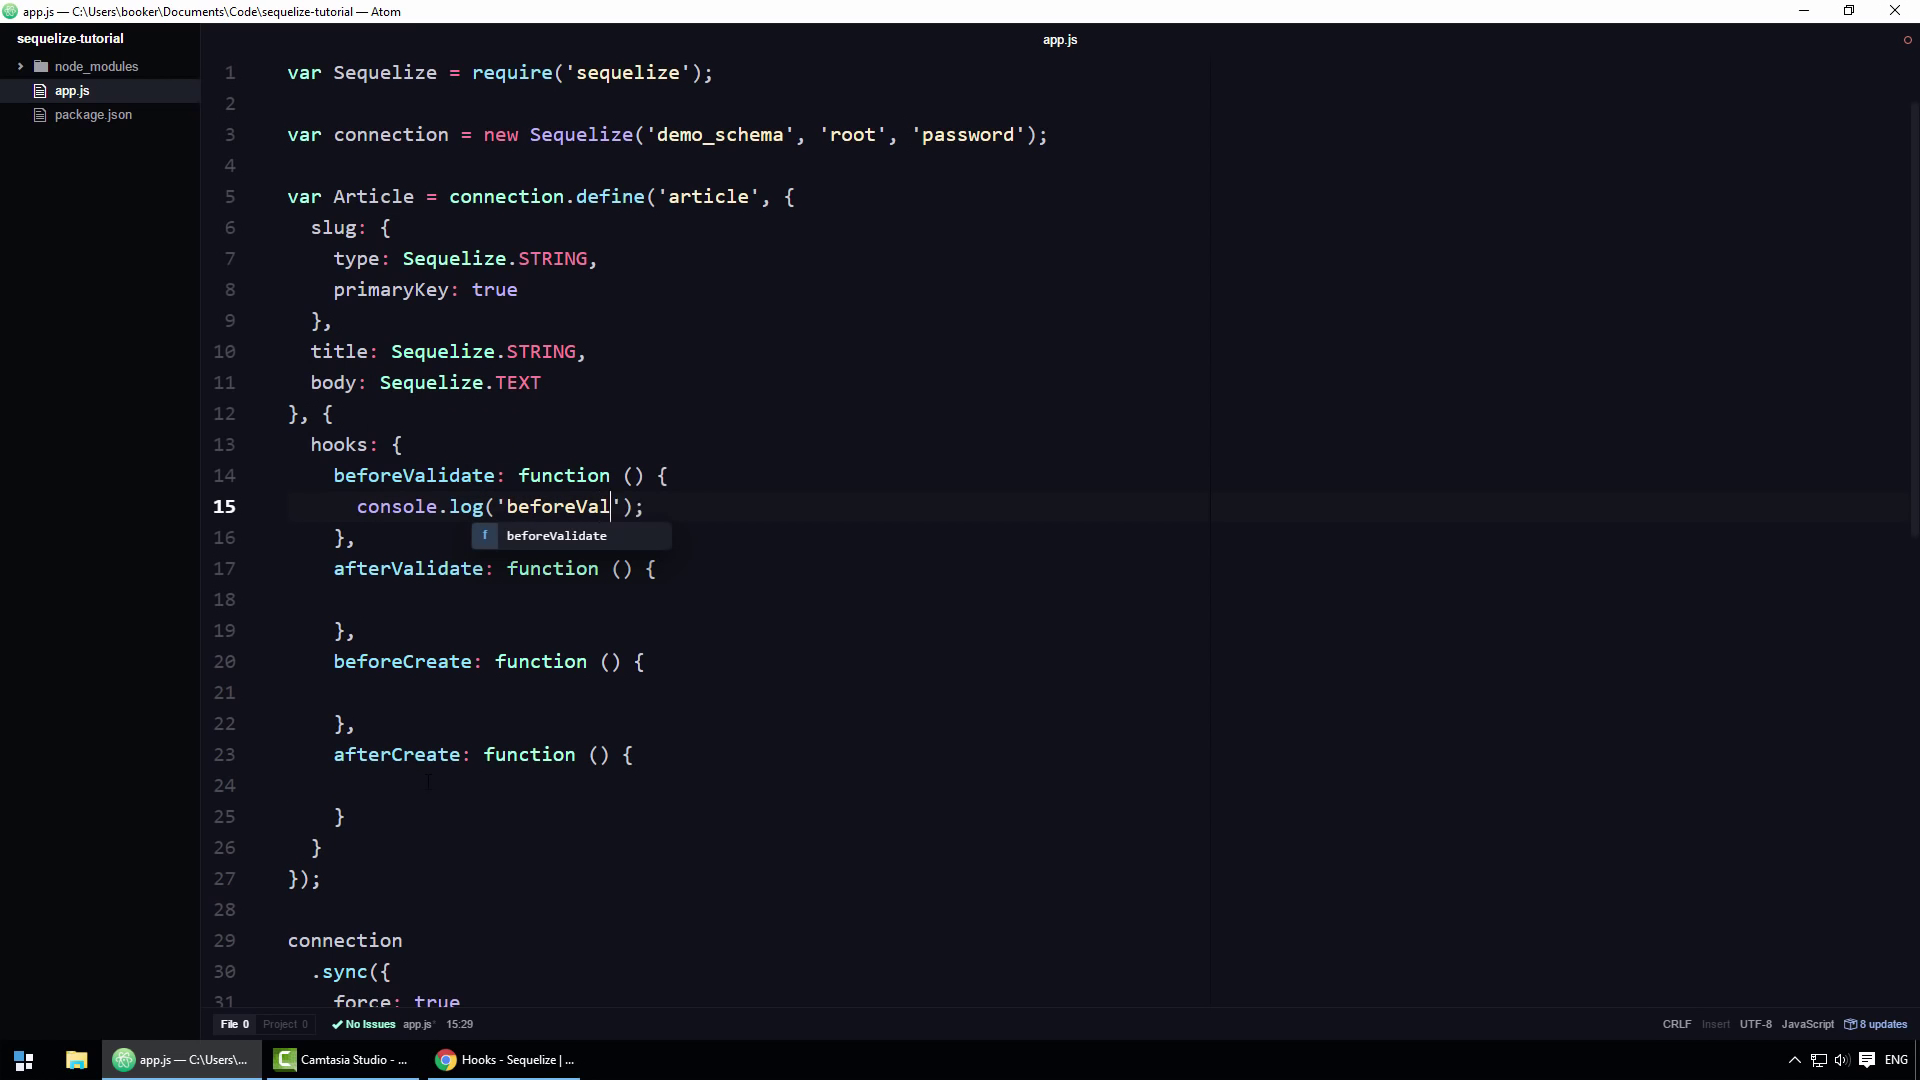 app.js — C:\Users\booker\Documents\Code\sequelize-tutorial — Atom
sequelize-tutorial
node_modules
app.js
package.json
app.js
1 var Sequelize = require('sequelize');
2
3 var connection = new Sequelize('demo_schema', 'root', 'password');
4
5 var Article = connection.define('article', {
6 slug: {
7 type: Sequelize.STRING,
8 primaryKey: true
9 },
10 title: Sequelize.STRING,
11 body: Sequelize.TEXT
12 }, {
13 hooks: {
14 beforeValidate: function () {
15 console.log('beforeVal');
f beforeValidate
16 },
17 afterValidate: function () {
18
19 },
20 beforeCreate: function () {
21
22 },
23 afterCreate: function () {
24
25 }
26 }
27 });
28
29 connection
30 .sync({
31 force: true
File 0 Project 0 No Issues app.js* 15:29 CRLF Insert UTF-8 JavaScript 8 updates
app.js — C:\Users\... Camtasia Studio - ... Hooks - Sequelize | ... ENG